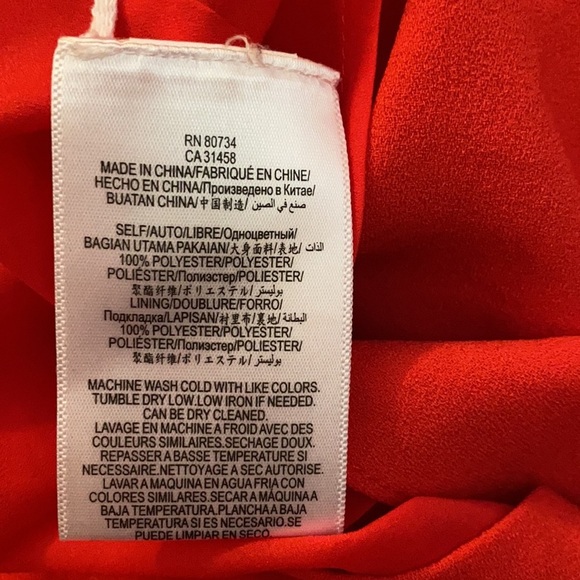 RN 80734
CA 31458
MADE IN CHINA/FABRIQUÉ EN CHINE/
HECHO EN CHINA/Произведено в Китае/
BUATAN CHINA/中国制造/ صنع في الصين/
SELF/AUTO/LIBRE/Одноцветный/
BAGIAN UTAMA PAKAIAN/大身面料/表地/ الذات/
100% POLYESTER/POLYESTER/
POLIÉSTER/Полиэстер/POLIESTER/
聚酯纤维/ポリエステル/ بوليستر/
LINING/DOUBLURE/FORRO/
Подкладка/LAPISAN/衬里布/裏地/ البطانة/
100% POLYESTER/POLYESTER/
POLIÉSTER/Полиэстер/POLIESTER/
聚酯纤维/ポリエステル/ بوليستر/
MACHINE WASH COLD WITH LIKE COLORS.
TUMBLE DRY LOW.LOW IRON IF NEEDED.
CAN BE DRY CLEANED.
LAVAGE EN MACHINE A FROID AVEC DES
COULEURS SIMILAIRES.SECHAGE DOUX.
REPASSER A BASSE TEMPERATURE SI
NECESSAIRE.NETTOYAGE A SEC AUTORISE.
LAVAR A MAQUINA EN AGUA FRIA CON
COLORES SIMILARES.SECAR A MÁQUINA A
BAJA TEMPERATURA.PLANCHA A BAJA
TEMPERATURA SI ES NECESARIO.SE
PUEDE LIMPIAR EN SECO.